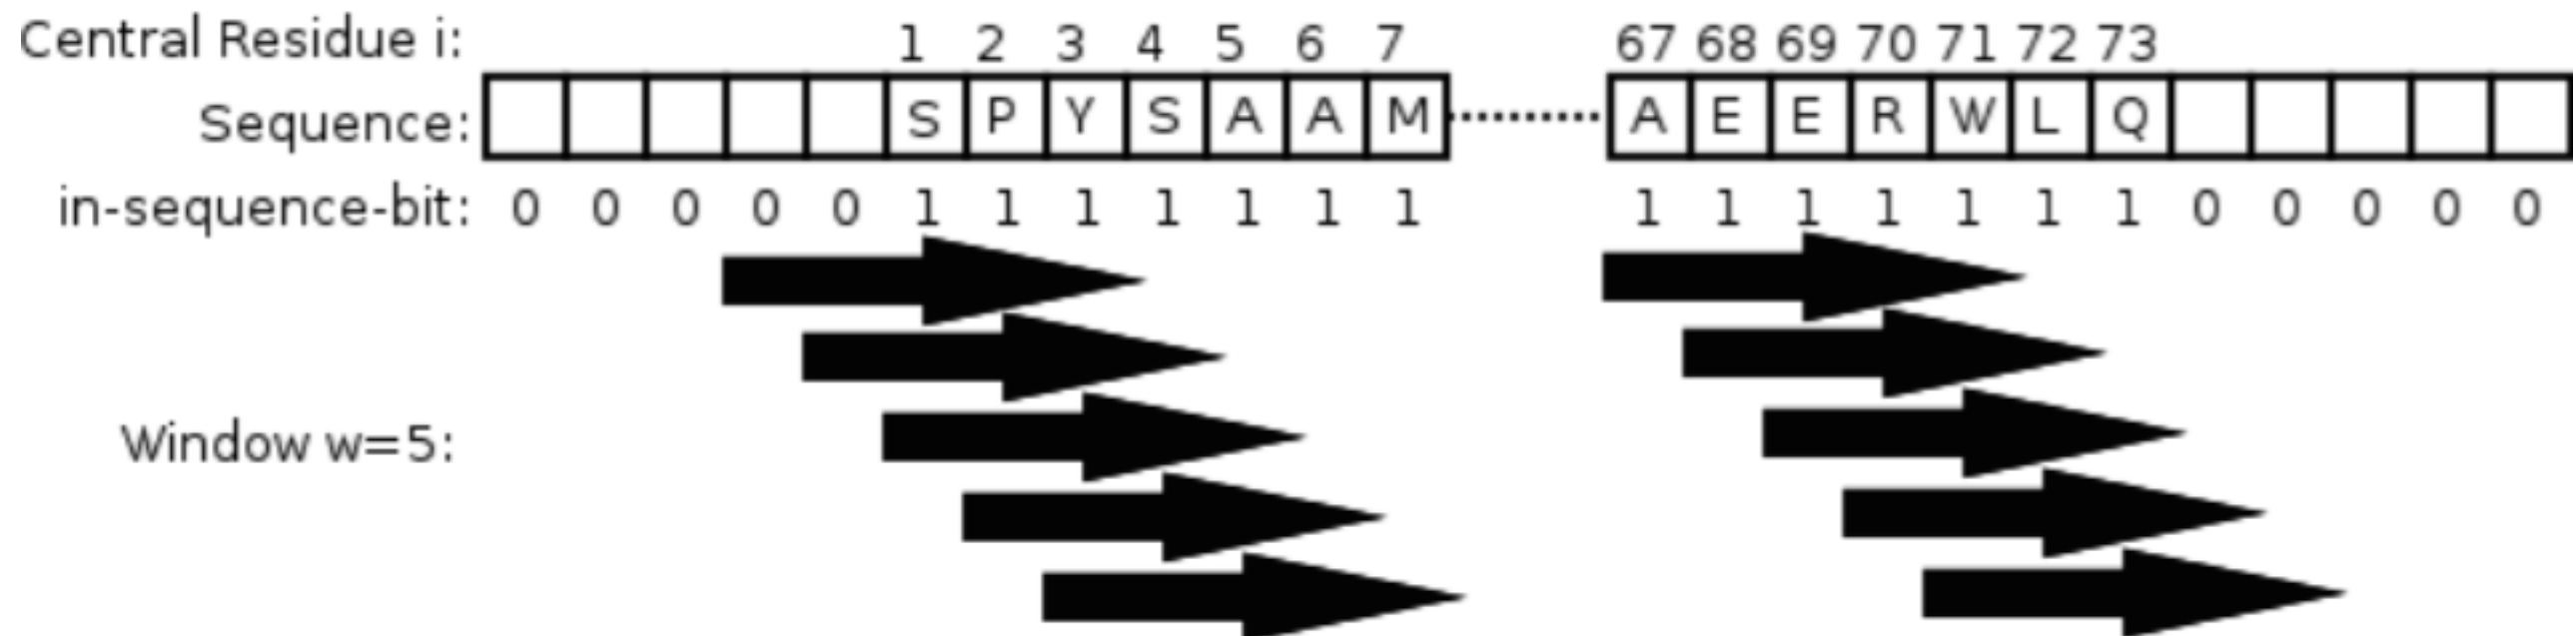 Central Residue i: 1 2 3 4 5 6 7 67 68 69 70 71 72 73
Sequence: S P Y S A A M A E E R W L Q
in-sequence-bit: 0 0 0 0 0 1 1 1 1 1 1 1 1 1 1 1 1 1 1 0 0 0 0 0
Window w=5: